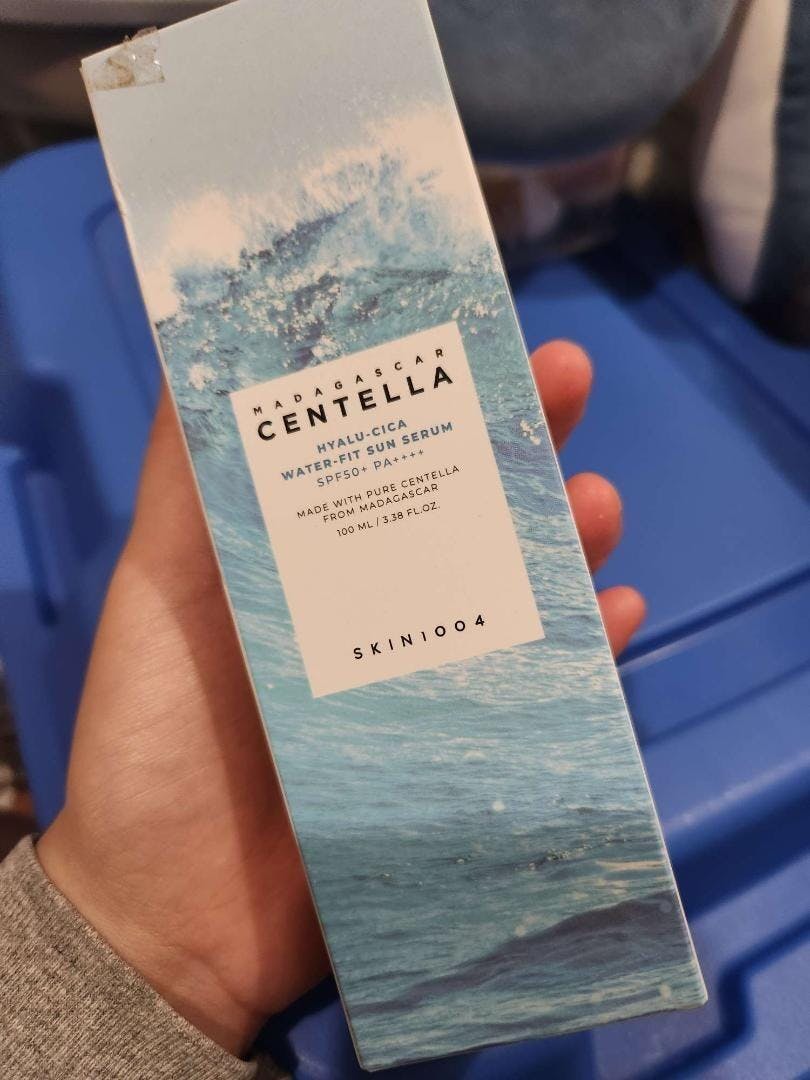 MADAGASCAR
CENTELLA
HYALU-CICA
WATER-FIT SUN SERUM
SPF50+ PA++++
MADE WITH PURE CENTELLA
FROM MADAGASCAR
100 ML / 3.38 FL.OZ.
SKIN1004